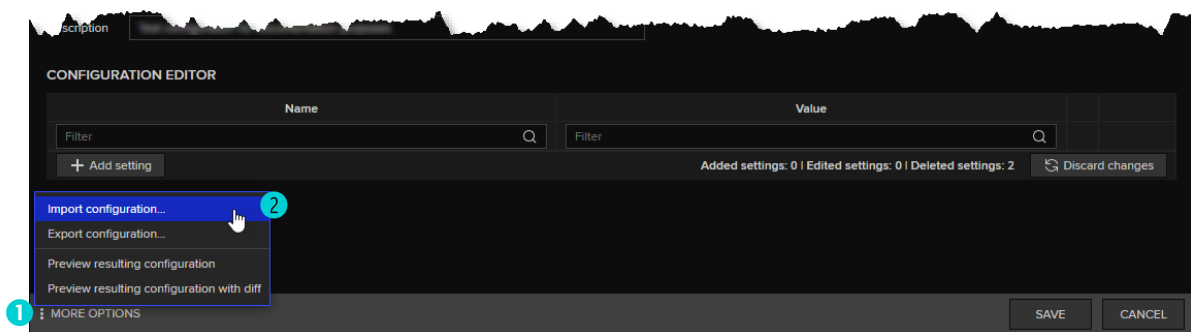 scription
CONFIGURATION EDITOR
Name Value
Filter Filter
+ Add setting Added settings: 0 | Edited settings: 0 | Deleted settings: 2 Discard changes
Import configuration... 2
Export configuration...
Preview resulting configuration
Preview resulting configuration with diff
1 MORE OPTIONS SAVE CANCEL